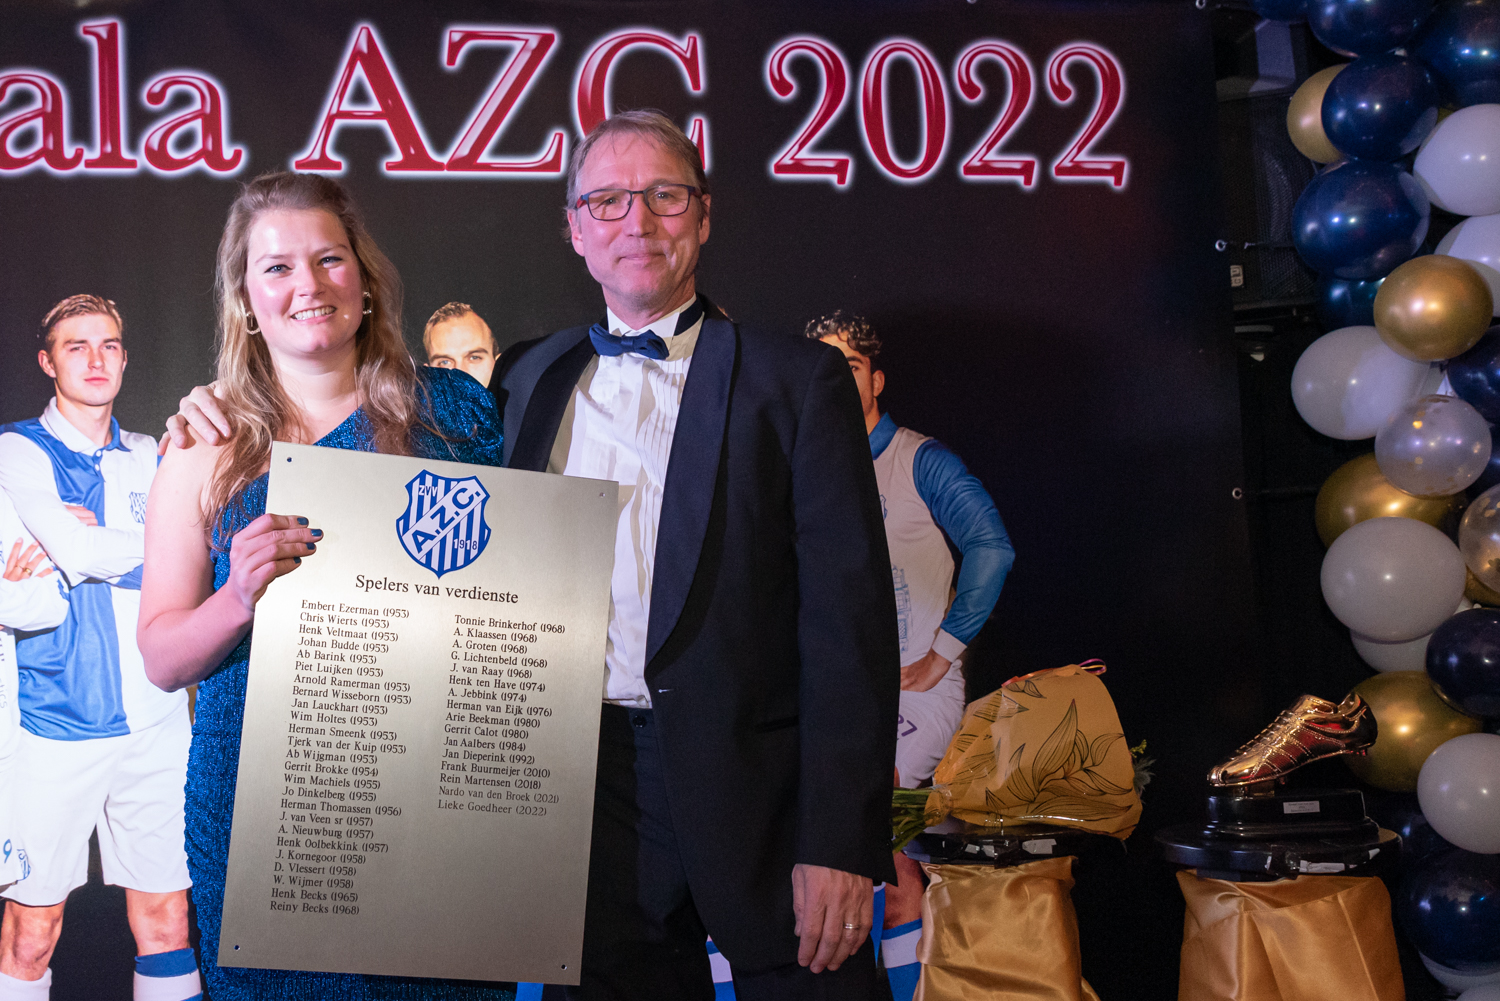 ala AZC 2022
ZVV
A.Z.C.
1918
Spelers van verdienste
Embert Ezerman (1953)
Chris Wierts (1953)
Henk Veltmaat (1953)
Johan Budde (1953)
Ab Barink (1953)
Piet Luijken (1953)
Arnold Ramerman (1953)
Bernard Wisseborn (1953)
Jan Lauckhart (1953)
Wim Holtes (1953)
Herman Smeenk (1953)
Tjerk van der Kuip (1953)
Ab Wijgman (1953)
Gerrit Brokke (1954)
Wim Machiels (1955)
Jo Dinkelberg (1955)
Herman Thomassen (1956)
J. van Veen sr (1957)
A. Nieuwburg (1957)
Henk Oolbekkink (1957)
J. Kornegoor (1958)
D. Vlessert (1958)
W. Wijmer (1958)
Henk Becks (1965)
Reiny Becks (1968)
Tonnie Brinkerhof (1968)
A. Klaassen (1968)
A. Groten (1968)
G. Lichtenbeld (1968)
J. van Raay (1968)
Henk ten Have (1974)
A. Jebbink (1974)
Herman van Eijk (1976)
Arie Beekman (1980)
Gerrit Calot (1980)
Jan Aalbers (1984)
Jan Dieperink (1992)
Frank Buurmeijer (2010)
Rein Martensen (2018)
Nardo van den Broek (2021)
Lieke Goedheer (2022)